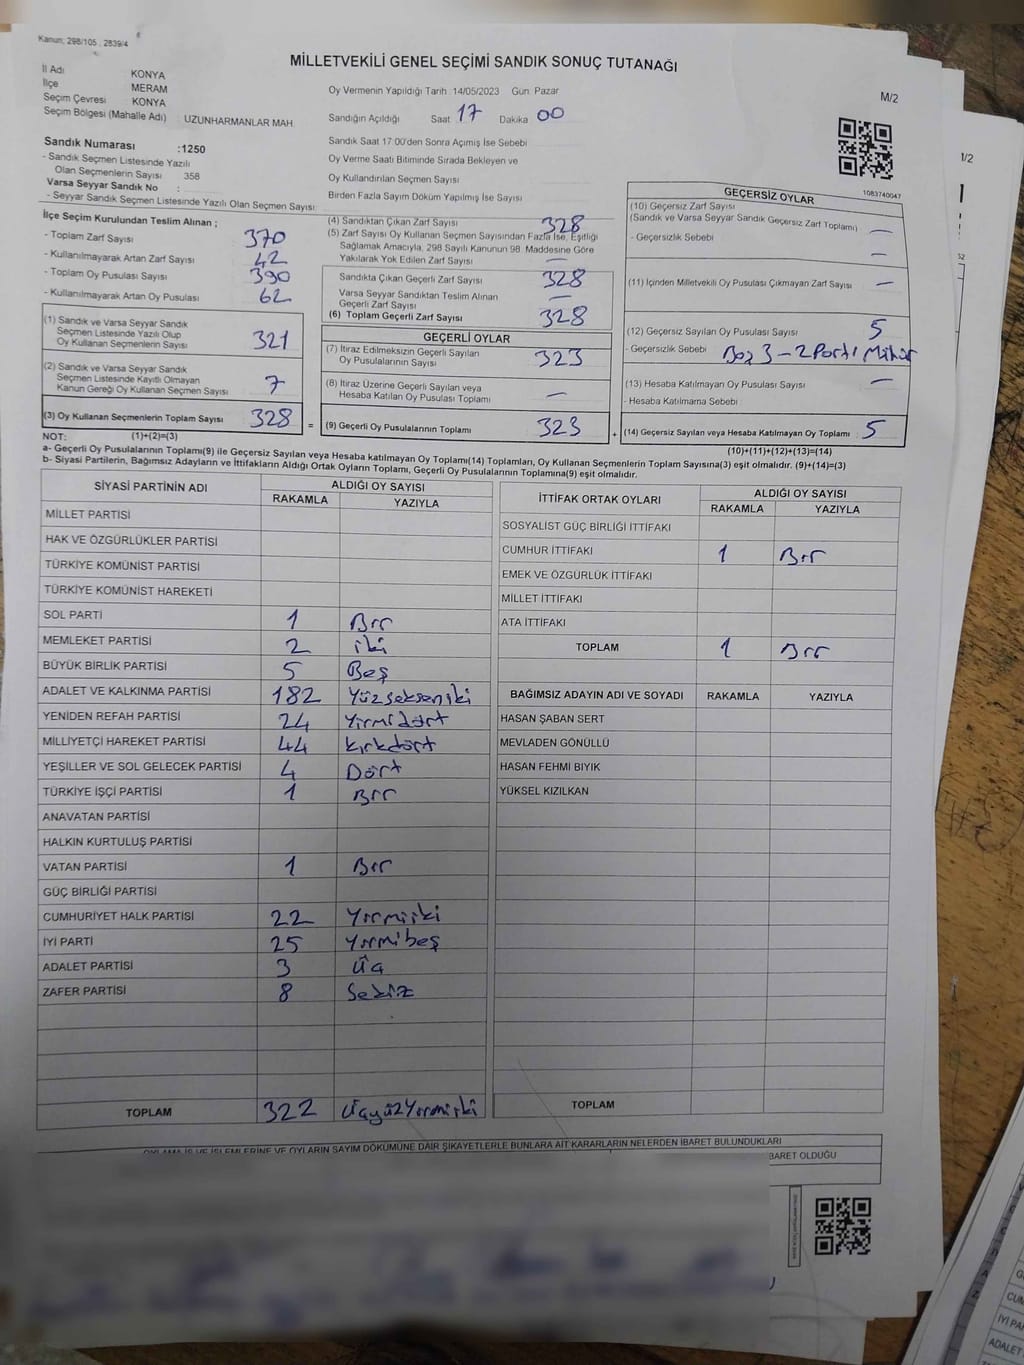 Kanun; 298/105 , 2839/4
MİLLETVEKİLİ GENEL SEÇİMİ SANDIK SONUÇ TUTANAĞI
M/2
İl Adı KONYA
İlçe MERAM
Seçim Çevresi KONYA
Seçim Bölgesi (Mahalle Adı) UZUNHARMANLAR MAH.
Sandık Numarası :1250
- Sandık Seçmen Listesinde Yazılı
Olan Seçmenlerin Sayısı 358
Varsa Seyyar Sandık No :
- Seyyar Sandık Seçmen Listesinde Yazılı Olan Seçmen Sayısı:
Oy Vermenin Yapıldığı Tarih :14/05/2023 Gün: Pazar
Sandığın Açıldığı Saat 17 Dakika 00
Sandık Saat 17:00'den Sonra Açılmış İse Sebebi
Oy Verme Saati Bitiminde Sırada Bekleyen ve
Oy Kullandırılan Seçmen Sayısı
Birden Fazla Sayım Döküm Yapılmış İse Sayısı
1083740047
İlçe Seçim Kurulundan Teslim Alınan ;
- Toplam Zarf Sayısı 370
- Kullanılmayarak Artan Zarf Sayısı 42
- Toplam Oy Pusulası Sayısı 390
- Kullanılmayarak Artan Oy Pusulası 62
(1) Sandık ve Varsa Seyyar Sandık
Seçmen Listesinde Yazılı Olup
Oy Kullanan Seçmenlerin Sayısı 321
(2) Sandık ve Varsa Seyyar Sandık
Seçmen Listesinde Kayıtlı Olmayan
Kanun Gereği Oy Kullanan Seçmen Sayısı 7
(3) Oy Kullanan Seçmenlerin Toplam Sayısı 328 =
(4) Sandıktan Çıkan Zarf Sayısı 328
(5) Zarf Sayısı Oy Kullanan Seçmen Sayısından Fazla İse, Eşitliği
Sağlamak Amacıyla, 298 Sayılı Kanunun 98. Maddesine Göre
Yakılarak Yok Edilen Zarf Sayısı —
Sandıkta Çıkan Geçerli Zarf Sayısı 328
Varsa Seyyar Sandıktan Teslim Alınan
Geçerli Zarf Sayısı —
(6) Toplam Geçerli Zarf Sayısı 328
GEÇERLİ OYLAR
(7) İtiraz Edilmeksizin Geçerli Sayılan
Oy Pusulalarının Sayısı 323
(8) İtiraz Üzerine Geçerli Sayılan veya
Hesaba Katılan Oy Pusulası Toplamı —
(9) Geçerli Oy Pusulalarının Toplamı 323 +
GEÇERSİZ OYLAR
(10) Geçersiz Zarf Sayısı
(Sandık ve Varsa Seyyar Sandık Geçersiz Zarf Toplamı) —
- Geçersizlik Sebebi —
(11) İçinden Milletvekili Oy Pusulası Çıkmayan Zarf Sayısı —
(12) Geçersiz Sayılan Oy Pusulası Sayısı 5
- Geçersizlik Sebebi Boş 3 - 2 Parti Mühür
(13) Hesaba Katılmayan Oy Pusulası Sayısı —
- Hesaba Katılmama Sebebi
(14) Geçersiz Sayılan veya Hesaba Katılmayan Oy Toplamı 5
NOT: (1)+(2)=(3) (10)+(11)+(12)+(13)=(14)
a- Geçerli Oy Pusulalarının Toplamı(9) ile Geçersiz Sayılan veya Hesaba Katılmayan Oy Toplamı(14) Toplamları, Oy Kullanan Seçmenlerin Toplam Sayısına(3) eşit olmalıdır. (9)+(14)=(3)
b- Siyasi Partilerin, Bağımsız Adayların ve İttifakların Aldığı Ortak Oyların Toplamı, Geçerli Oy Pusulalarının Toplamına(9) eşit olmalıdır.
SİYASİ PARTİNİN ADI ALDIĞI OY SAYISI
RAKAMLA YAZIYLA
MİLLET PARTİSİ
HAK VE ÖZGÜRLÜKLER PARTİSİ
TÜRKİYE KOMÜNİST PARTİSİ
TÜRKİYE KOMÜNİST HAREKETİ
SOL PARTİ 1 Bir
MEMLEKET PARTİSİ 2 iki
BÜYÜK BİRLİK PARTİSİ 5 Beş
ADALET VE KALKINMA PARTİSİ 182 Yüzsekseniki
YENİDEN REFAH PARTİSİ 24 Yirmidört
MİLLİYETÇİ HAREKET PARTİSİ 44 Kırkdört
YEŞİLLER VE SOL GELECEK PARTİSİ 4 Dört
TÜRKİYE İŞÇİ PARTİSİ 1 Bir
ANAVATAN PARTİSİ
HALKIN KURTULUŞ PARTİSİ
VATAN PARTİSİ 1 Bir
GÜÇ BİRLİĞİ PARTİSİ
CUMHURİYET HALK PARTİSİ 22 Yirmiiki
İYİ PARTİ 25 Yirmibeş
ADALET PARTİSİ 3 Üç
ZAFER PARTİSİ 8 Sekiz
TOPLAM 322 Üçyüzyirmiiki
İTTİFAK ORTAK OYLARI ALDIĞI OY SAYISI
RAKAMLA YAZIYLA
SOSYALİST GÜÇ BİRLİĞİ İTTİFAKI
CUMHUR İTTİFAKI 1 Bir
EMEK VE ÖZGÜRLÜK İTTİFAKI
MİLLET İTTİFAKI
ATA İTTİFAKI
TOPLAM 1 Bir
BAĞIMSIZ ADAYIN ADI VE SOYADI RAKAMLA YAZIYLA
HASAN ŞABAN SERT
MEVLADEN GÖNÜLLÜ
HASAN FEHMI BIYIK
YÜKSEL KIZILKAN
TOPLAM
OYLAMA İŞ VE İŞLEMLERİNE VE OYLARIN SAYIM DÖKÜMÜNE DAİR ŞİKAYETLERLE BUNLARA AİT KARARLARIN NELERDEN İBARET BULUNDUKLARI
BARET OLDUĞU
1/2